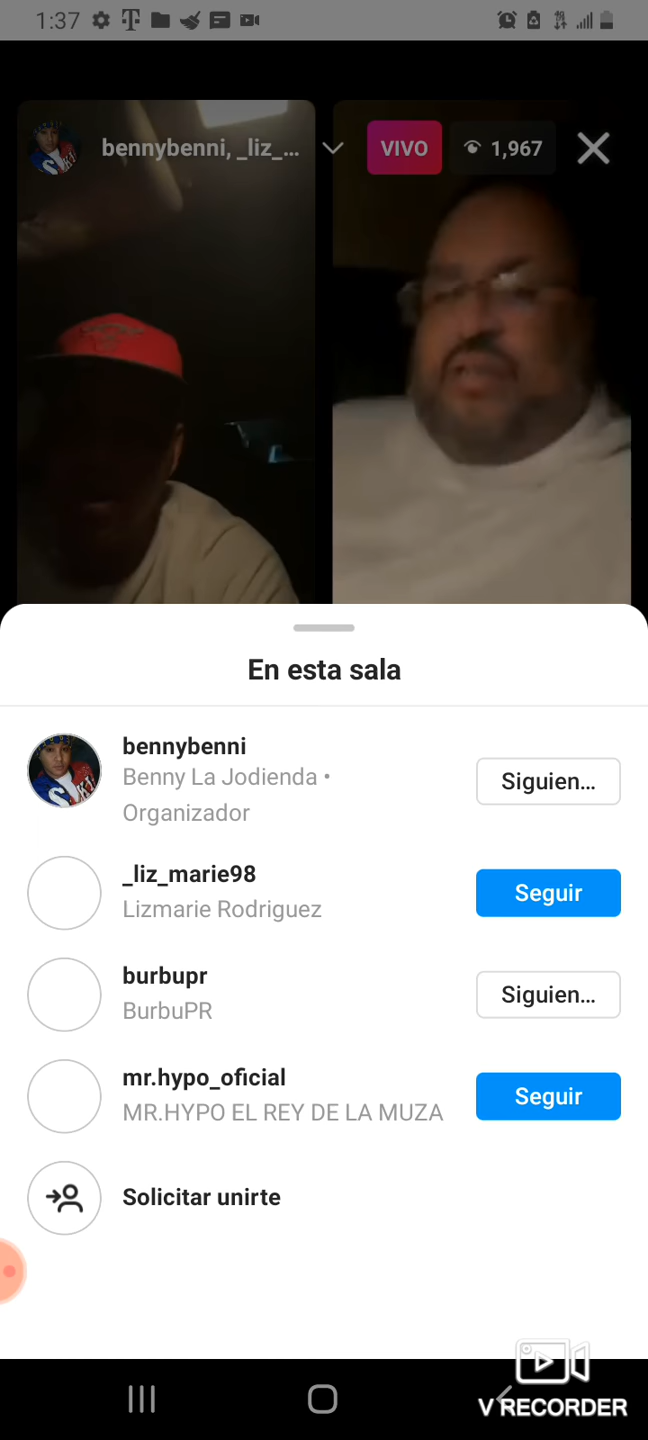 1:37
bennybenni, _liz_...
VIVO
1,967
En esta sala
bennybenni
Benny La Jodienda •
Organizador
Siguien...
_liz_marie98
Lizmarie Rodriguez
Seguir
burbupr
BurbuPR
Siguien...
mr.hypo_oficial
MR.HYPO EL REY DE LA MUZA
Seguir
Solicitar unirte
V RECORDER